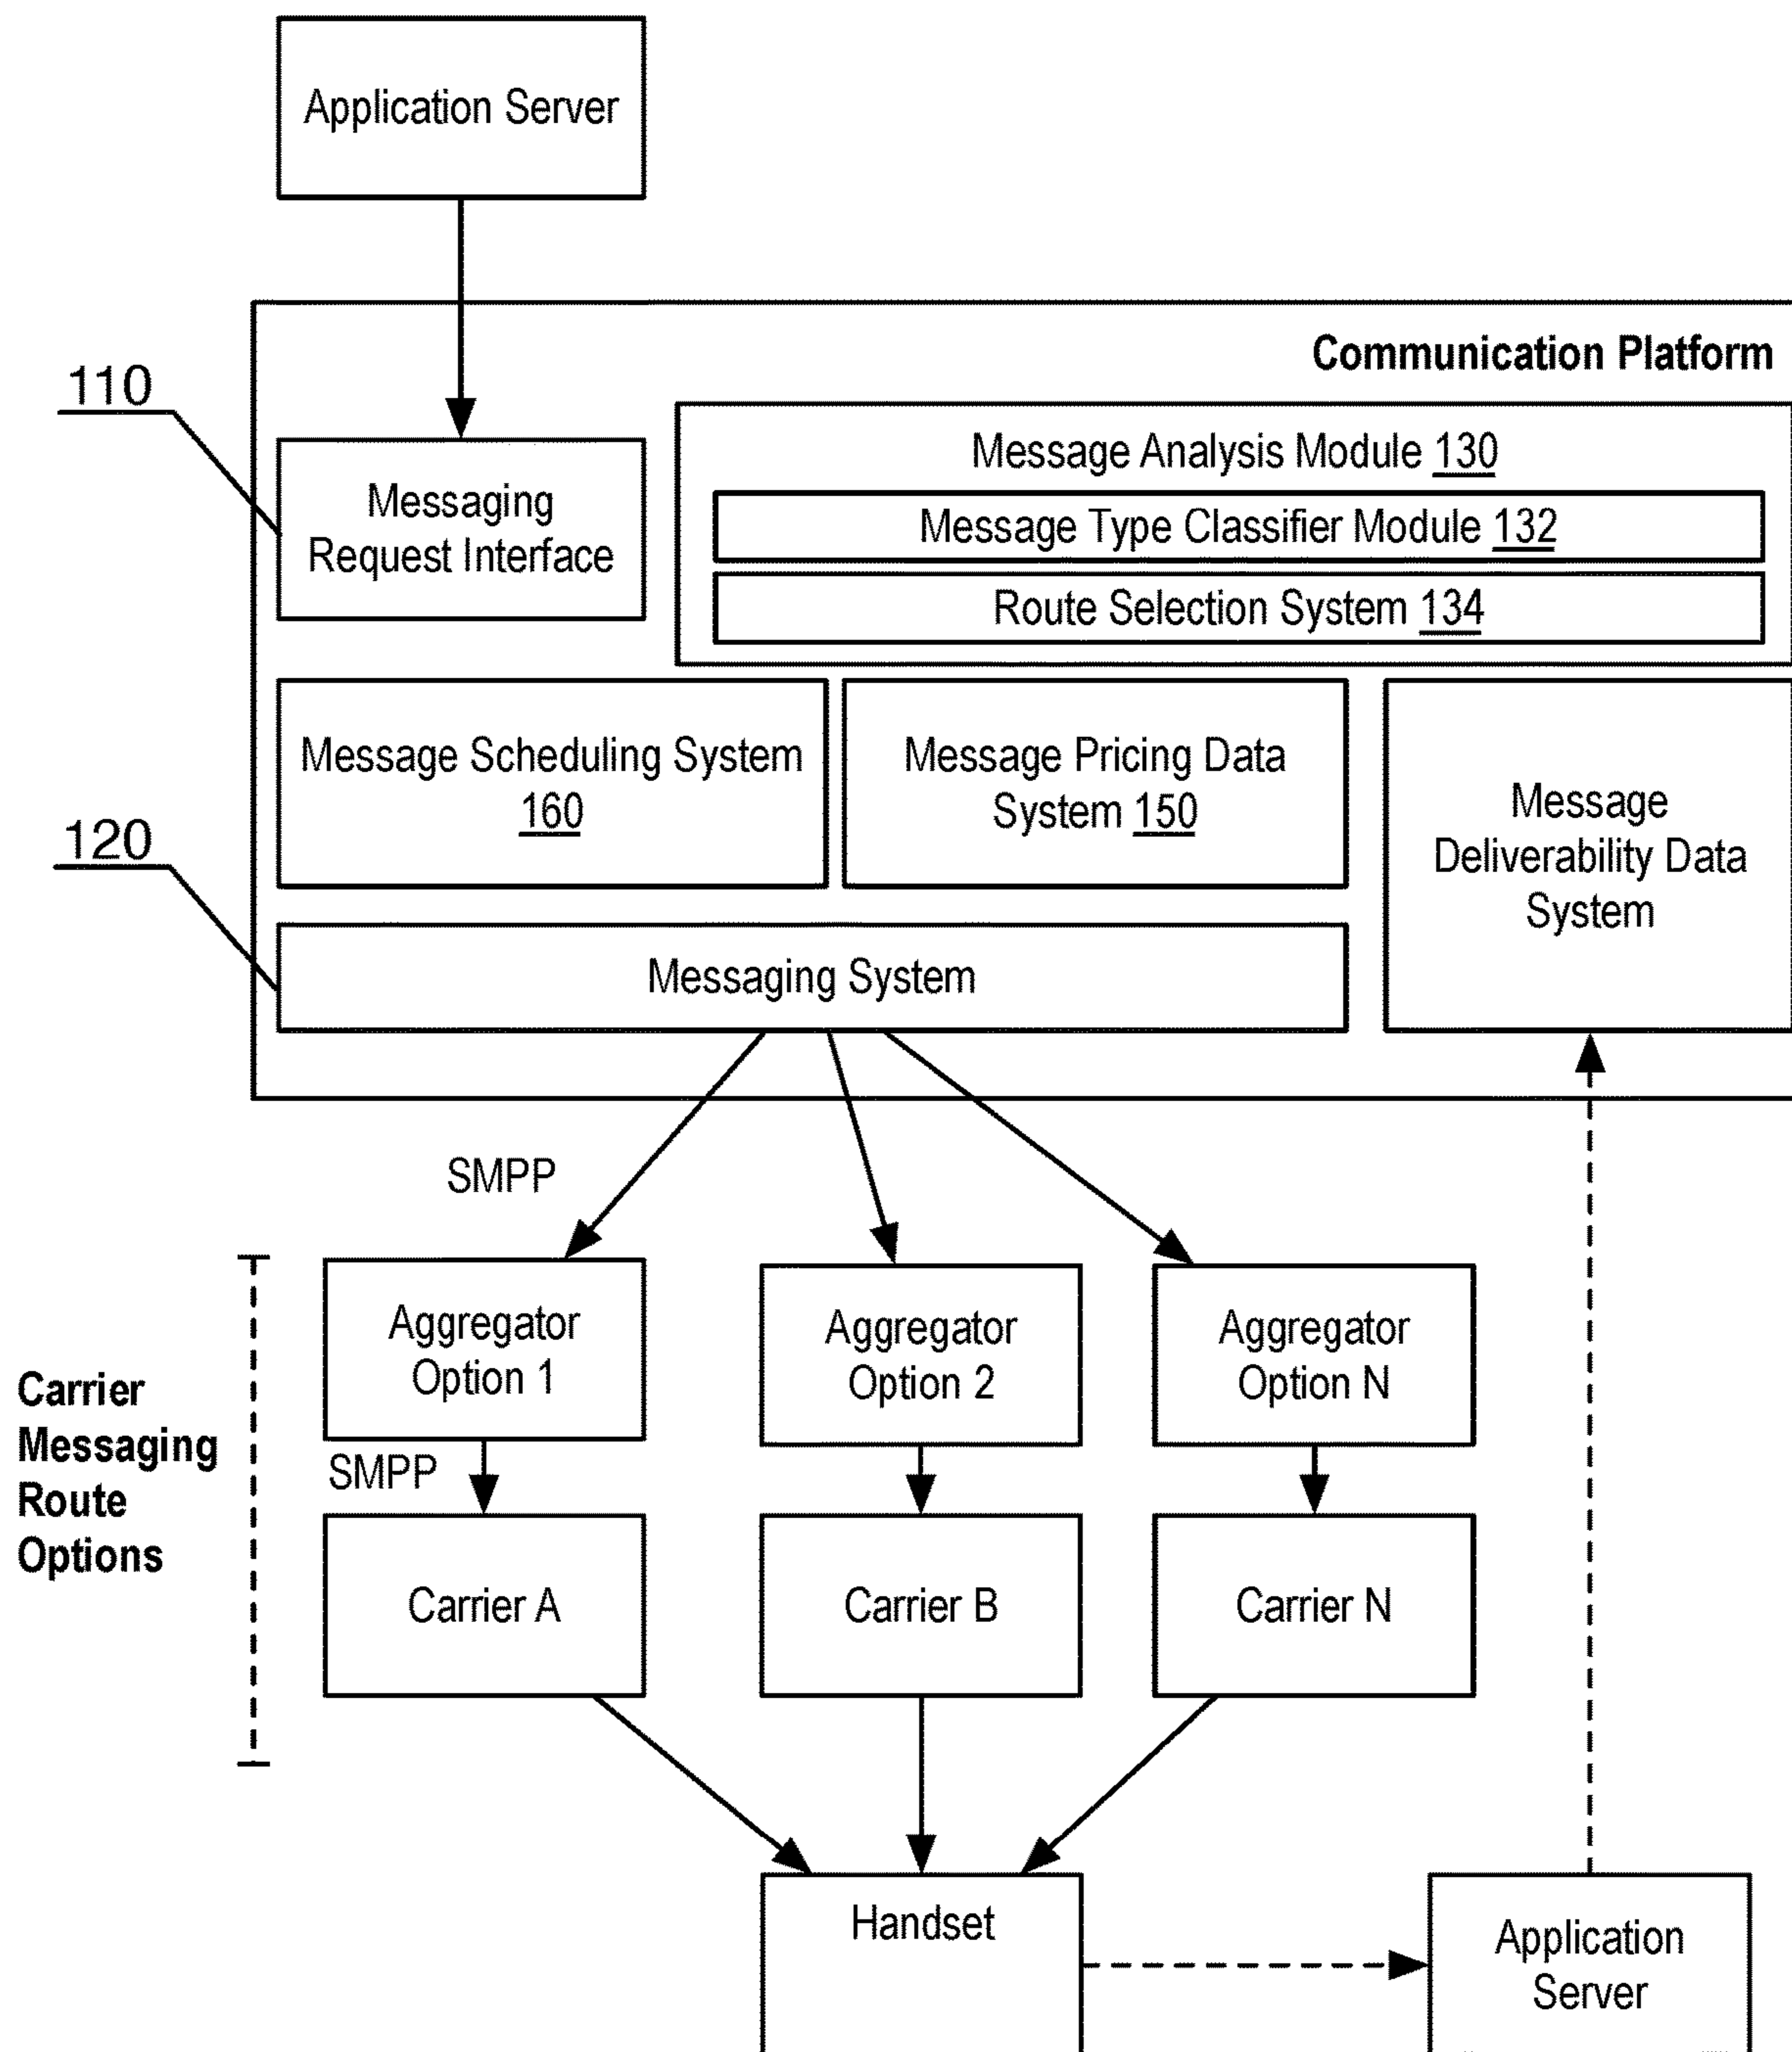 Application Server
Communication Platform
110
Messaging
Request Interface
Message Analysis Module 130
Message Type Classifier Module 132
Route Selection System 134
Message Scheduling System
160
Message Pricing Data
System 150
Message
Deliverability Data
System
120
Messaging System
SMPP
Carrier
Messaging
Route
Options
Aggregator
Option 1
Aggregator
Option 2
Aggregator
Option N
SMPP
Carrier A
Carrier B
Carrier N
Handset
Application
Server